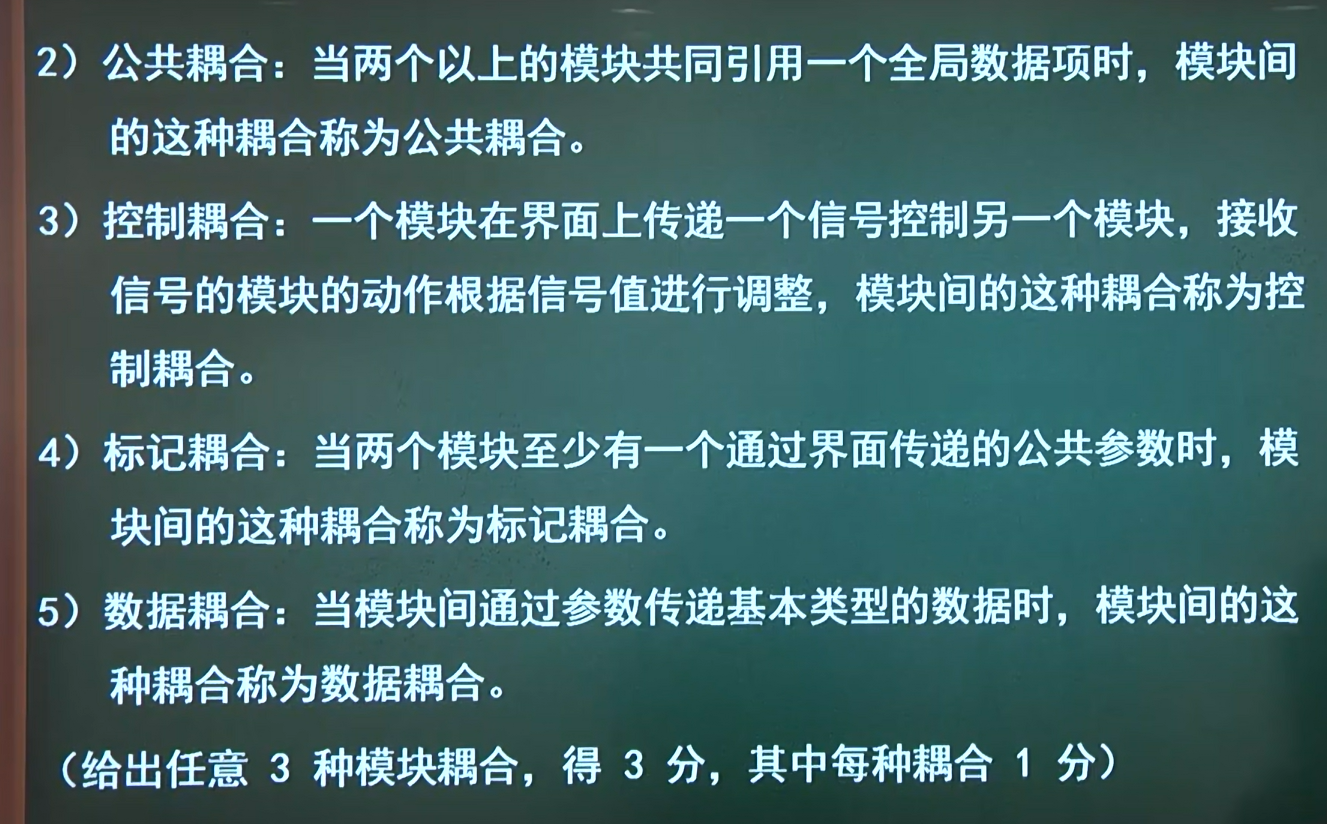 2）公共耦合：当两个以上的模块共同引用一个全局数据项时，模块间
的这种耦合称为公共耦合。
3）控制耦合：一个模块在界面上传递一个信号控制另一个模块，接收
信号的模块的动作根据信号值进行调整，模块间的这种耦合称为控
制耦合。
4）标记耦合：当两个模块至少有一个通过界面传递的公共参数时，模
块间的这种耦合称为标记耦合。
5）数据耦合：当模块间通过参数传递基本类型的数据时，模块间的这
种耦合称为数据耦合。
（给出任意 3 种模块耦合，得 3 分，其中每种耦合 1 分）